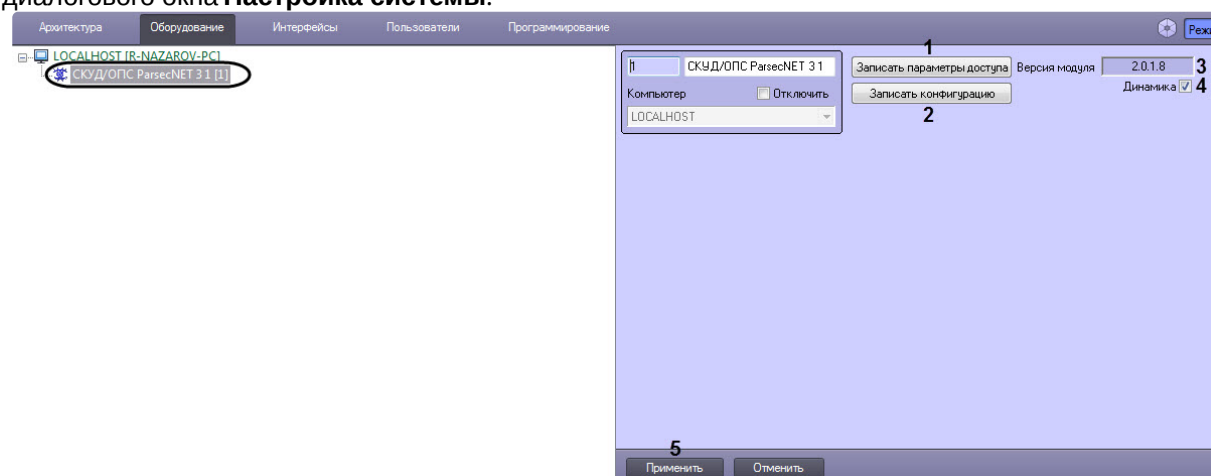 диалогового окна Настройка системы.
Архитектура Оборудование Интерфейсы Пользователи Программирование
LOCALHOST [R-NAZAROV-PC]
СКУД/ОПС ParsecNET 3 1 [1]
1
1 СКУД/ОПС ParsecNET 3 1 Записать параметры доступа Версия модуля 2.0.1.8 3
Компьютер Отключить Записать конфигурацию Динамика 4
LOCALHOST 2
5
Применить Отменить